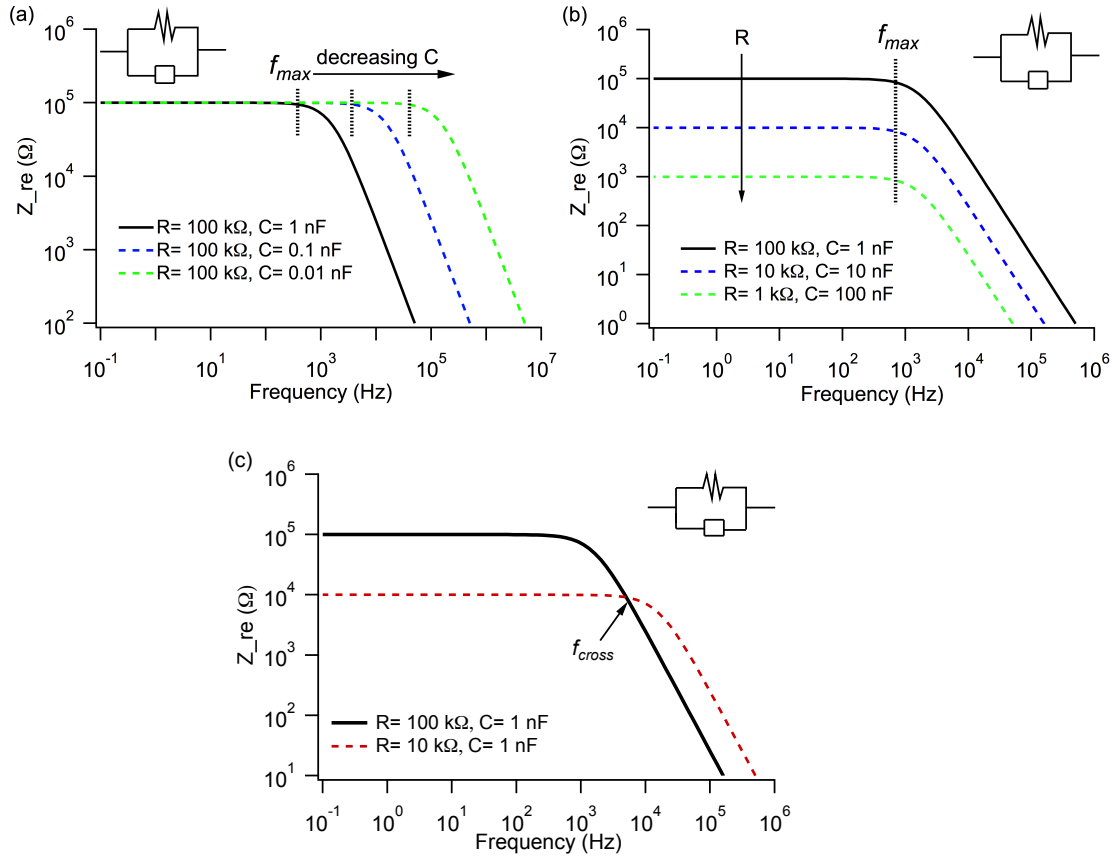 (a)
10^6
10^5
10^4
10^3
10^2
Z_re (Ω)
f_max
decreasing C
R= 100 kΩ, C= 1 nF
R= 100 kΩ, C= 0.1 nF
R= 100 kΩ, C= 0.01 nF
10^-1
10^1
10^3
10^5
10^7
Frequency (Hz)
(b)
10^6
10^5
10^4
10^3
10^2
10^1
10^0
Z_re (Ω)
R
f_max
R= 100 kΩ, C= 1 nF
R= 10 kΩ, C= 10 nF
R= 1 kΩ, C= 100 nF
10^-1
10^0
10^1
10^2
10^3
10^4
10^5
10^6
Frequency (Hz)
(c)
10^6
10^5
10^4
10^3
10^2
10^1
Z_re (Ω)
f_cross
R= 100 kΩ, C= 1 nF
R= 10 kΩ, C= 1 nF
10^-1
10^0
10^1
10^2
10^3
10^4
10^5
10^6
Frequency (Hz)